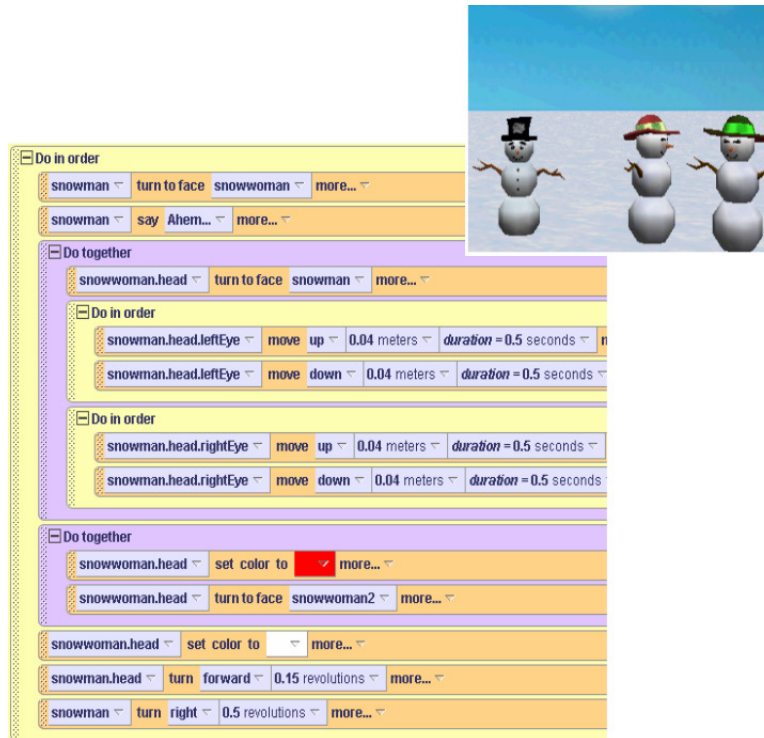 Do in order
snowman turn to face snowwoman more...
snowman say Ahem... more...
Do together
snowwoman.head turn to face snowman more...
Do in order
snowman.head.leftEye move up 0.04 meters duration = 0.5 seconds
snowman.head.leftEye move down 0.04 meters duration = 0.5 seconds
Do in order
snowman.head.rightEye move up 0.04 meters duration = 0.5 seconds
snowman.head.rightEye move down 0.04 meters duration = 0.5 seconds
Do together
snowwoman.head set color to more...
snowwoman.head turn to face snowwoman2 more...
snowwoman.head set color to more...
snowman.head turn forward 0.15 revolutions more...
snowman turn right 0.5 revolutions more...